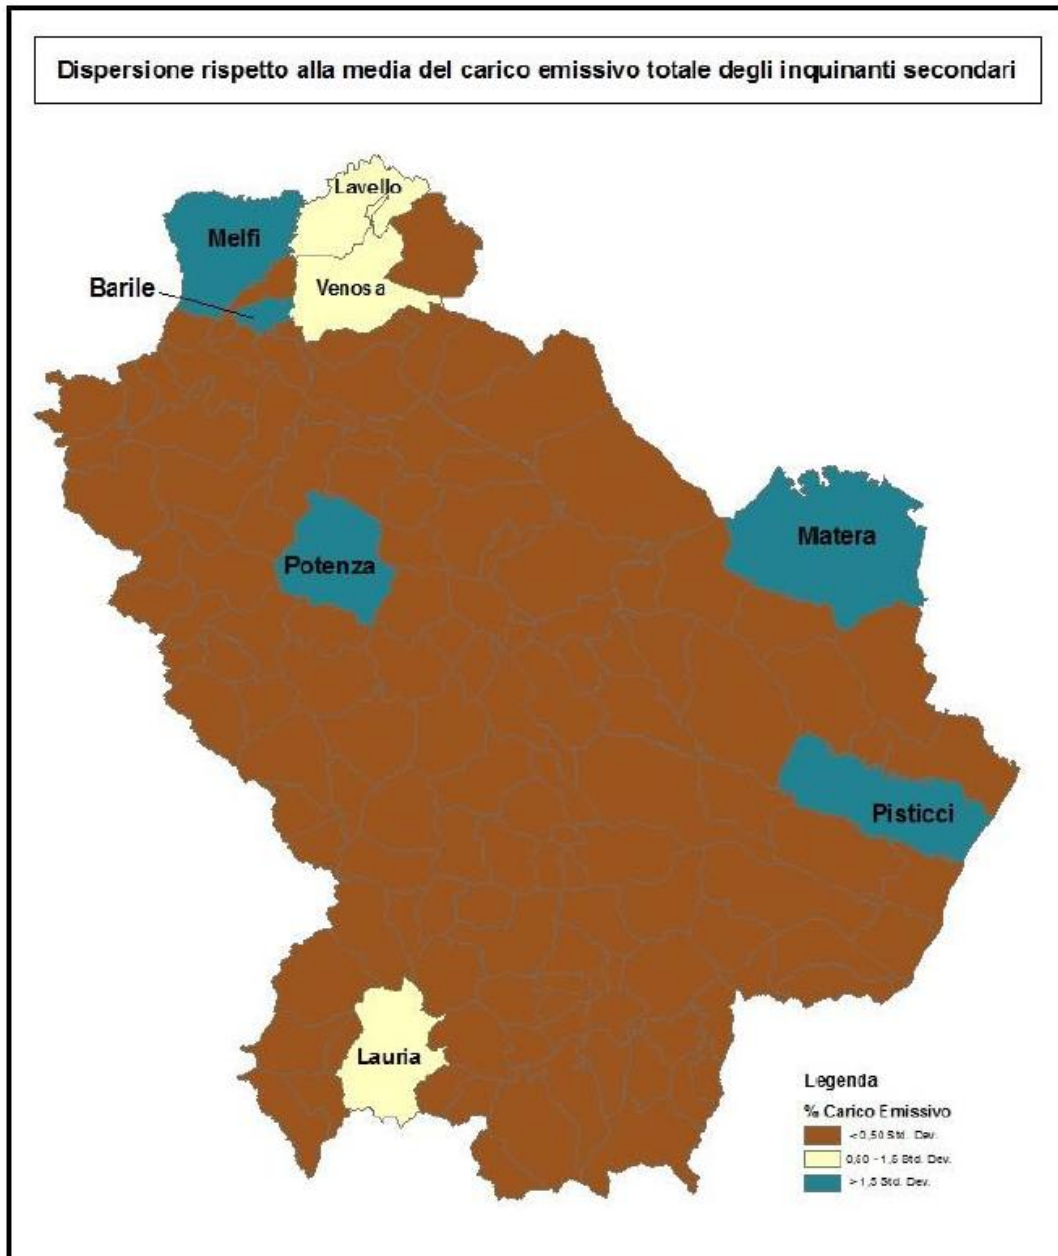 Dispersione rispetto alla media del carico emissivo totale degli inquinanti secondari
Lavello
Melfi
Barile
Venosa
Potenza
Matera
Pisticci
Lauria
Legenda
% Carico Emissivo
<0,50 Std. Dev.
0,50 - 1,5 Std. Dev.
>1,5 Std. Dev.